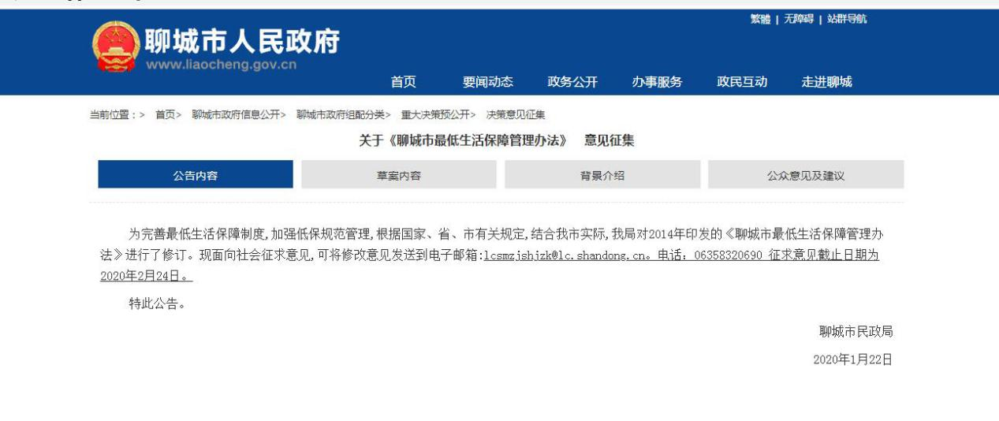 繁體 | 无障碍 | 站群导航
聊城市人民政府
www.liaocheng.gov.cn
首页 要闻动态 政务公开 办事服务 政民互动 走进聊城
当前位置：> 首页> 聊城市政府信息公开> 聊城市政府组配分类> 重大决策预公开> 决策意见征集
关于《聊城市最低生活保障管理办法》 意见征集
公告内容 草案内容 背景介绍 公众意见及建议
为完善最低生活保障制度,加强低保规范管理,根据国家、省、市有关规定,结合我市实际,我局对2014年印发的《聊城市最低生活保障管理办
法》进行了修订。现面向社会征求意见,可将修改意见发送到电子邮箱:lcsmzjshjzk@lc.shandong.cn。电话：06358320690 征求意见截止日期为
2020年2月24日。
特此公告。
聊城市民政局
2020年1月22日